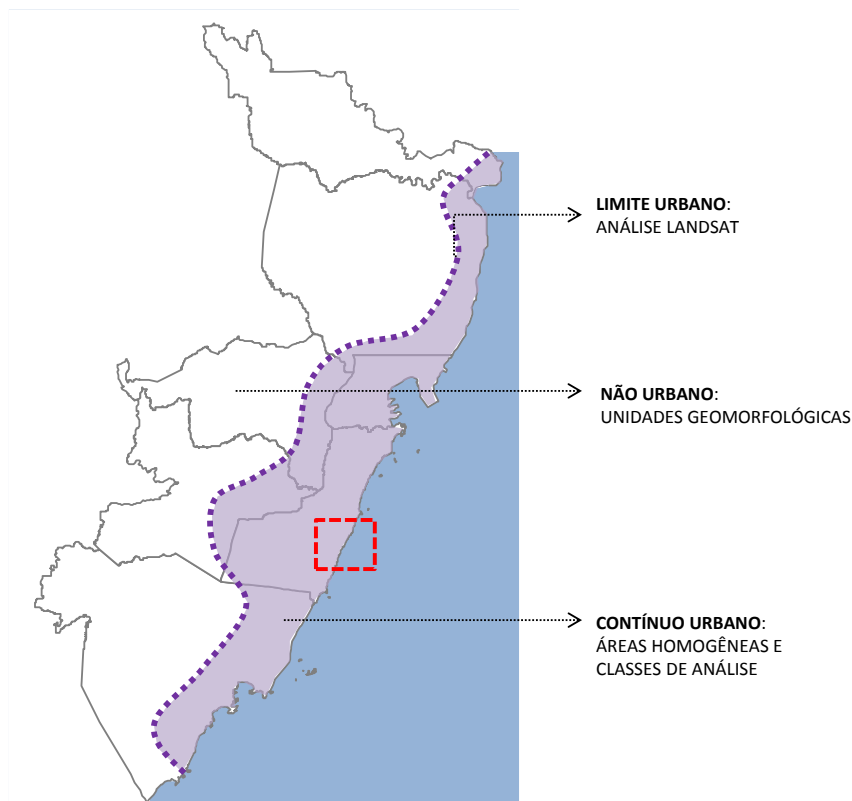 LIMITE URBANO:
ANÁLISE LANDSAT
NÃO URBANO:
UNIDADES GEOMORFOLÓGICAS
CONTÍNUO URBANO:
ÁREAS HOMOGÊNEAS E
CLASSES DE ANÁLISE